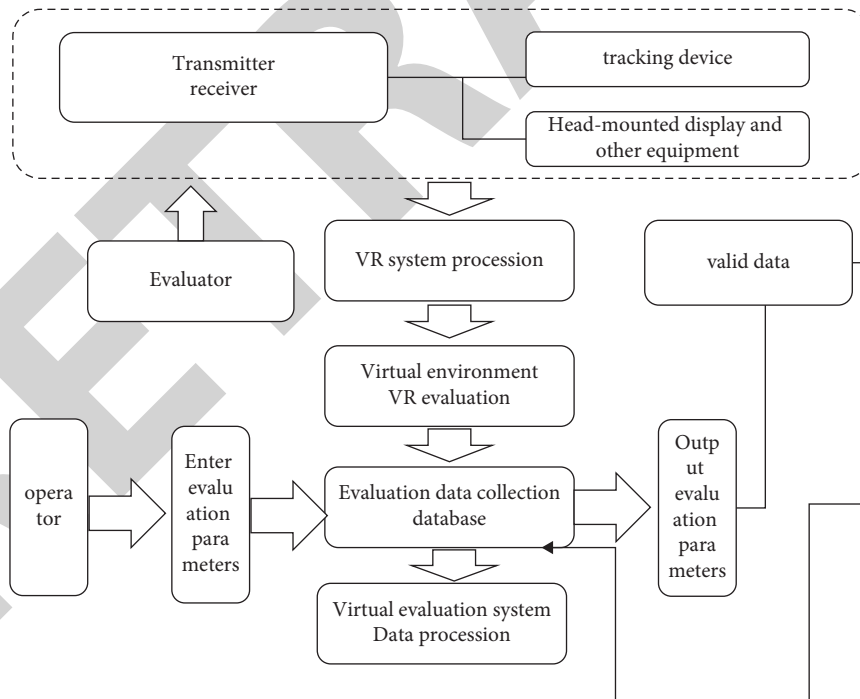 Transmitter
receiver
tracking device
Head-mounted display and
other equipment
Evaluator
VR system procession
valid data
Virtual environment
VR evaluation
opera
tor
Enter
evalu
ation
para
meters
Evaluation data collection
database
Outp
ut
evalu
ation
para
meters
Virtual evaluation system
Data procession